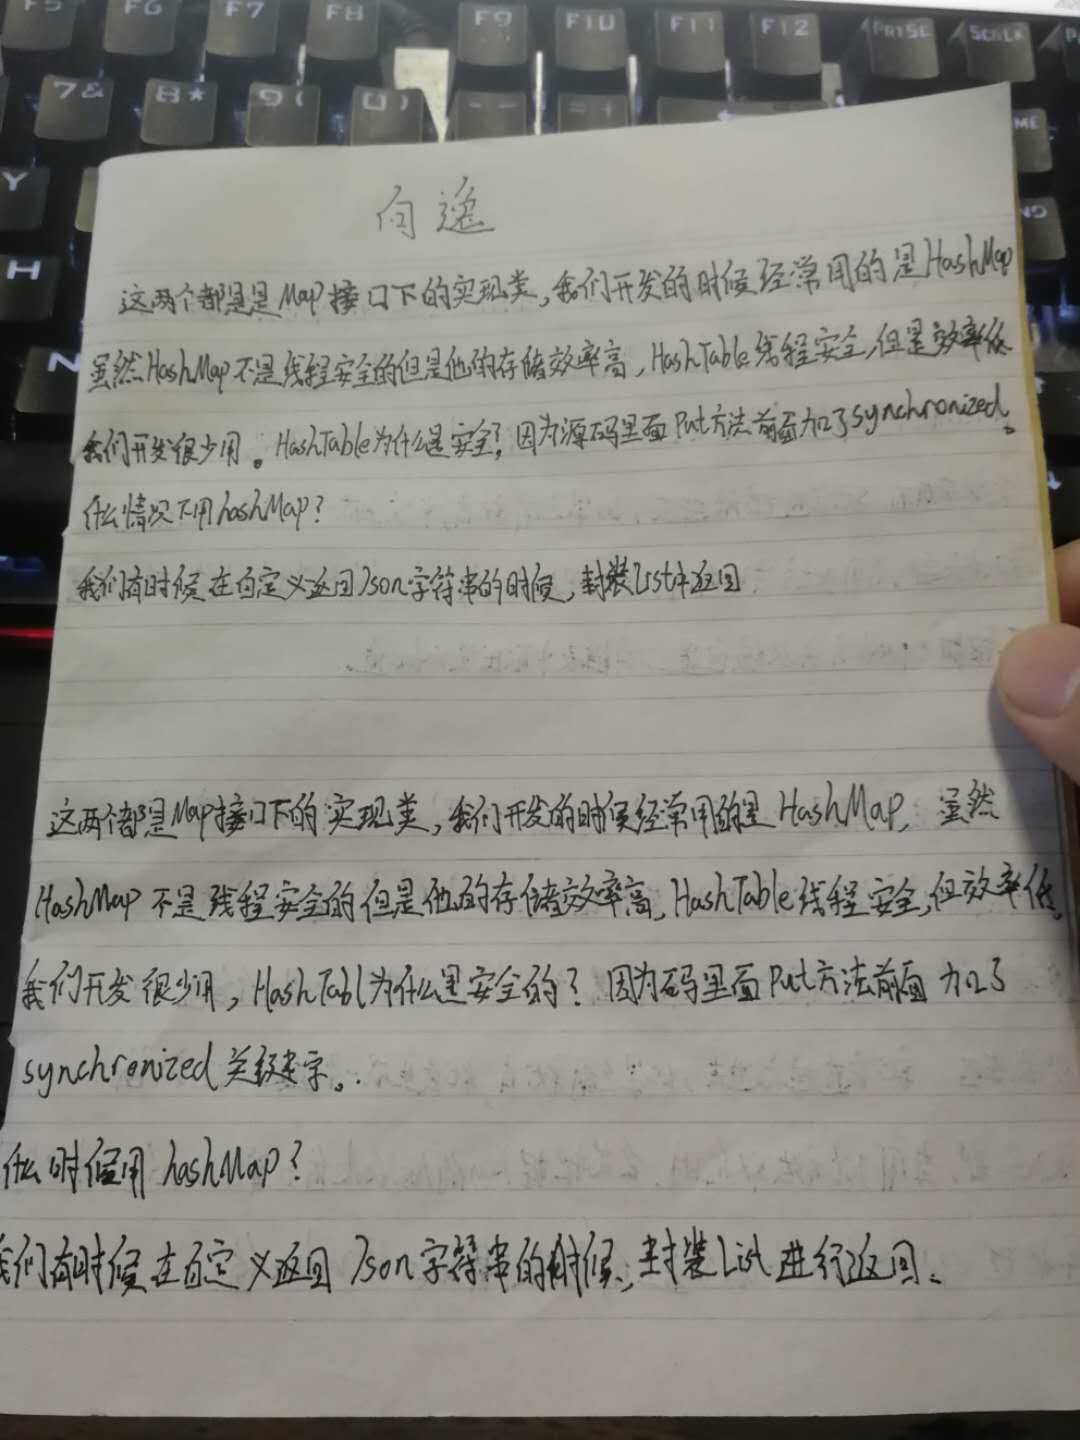 F5 F6 F7 F8 F9 F10 F11 F12 PRTSC SCRLK
7& 8* 9( 0) -- =+
Y
H
N
向逸
这两个都是是Map接口下的实现类,我们开发的时候经常用的是HashMap
虽然HashMap不是线程安全的但是他的存储效率高,HashTable线程安全,但是效率低
我们开发很少用。HashTable为什么是安全?因为源码里面Put方法前面加了synchronized。
什么情况下用hashMap?
我们有时候在自定义返回Json字符串的时候,封装List中返回
这两个都是Map接口下的实现类,我们开发的时候经常用的是HashMap, 虽然
HashMap不是线程安全的但是他的存储效率高,HashTable线程安全,但效率低,
我们开发很少用,HashTabl为什么是安全的? 因为码里面Put方法前面加了
synchronized关键字。
什么时候用hashMap?
我们有时候在自定义返回Json字符串的时候,封装List进行返回。